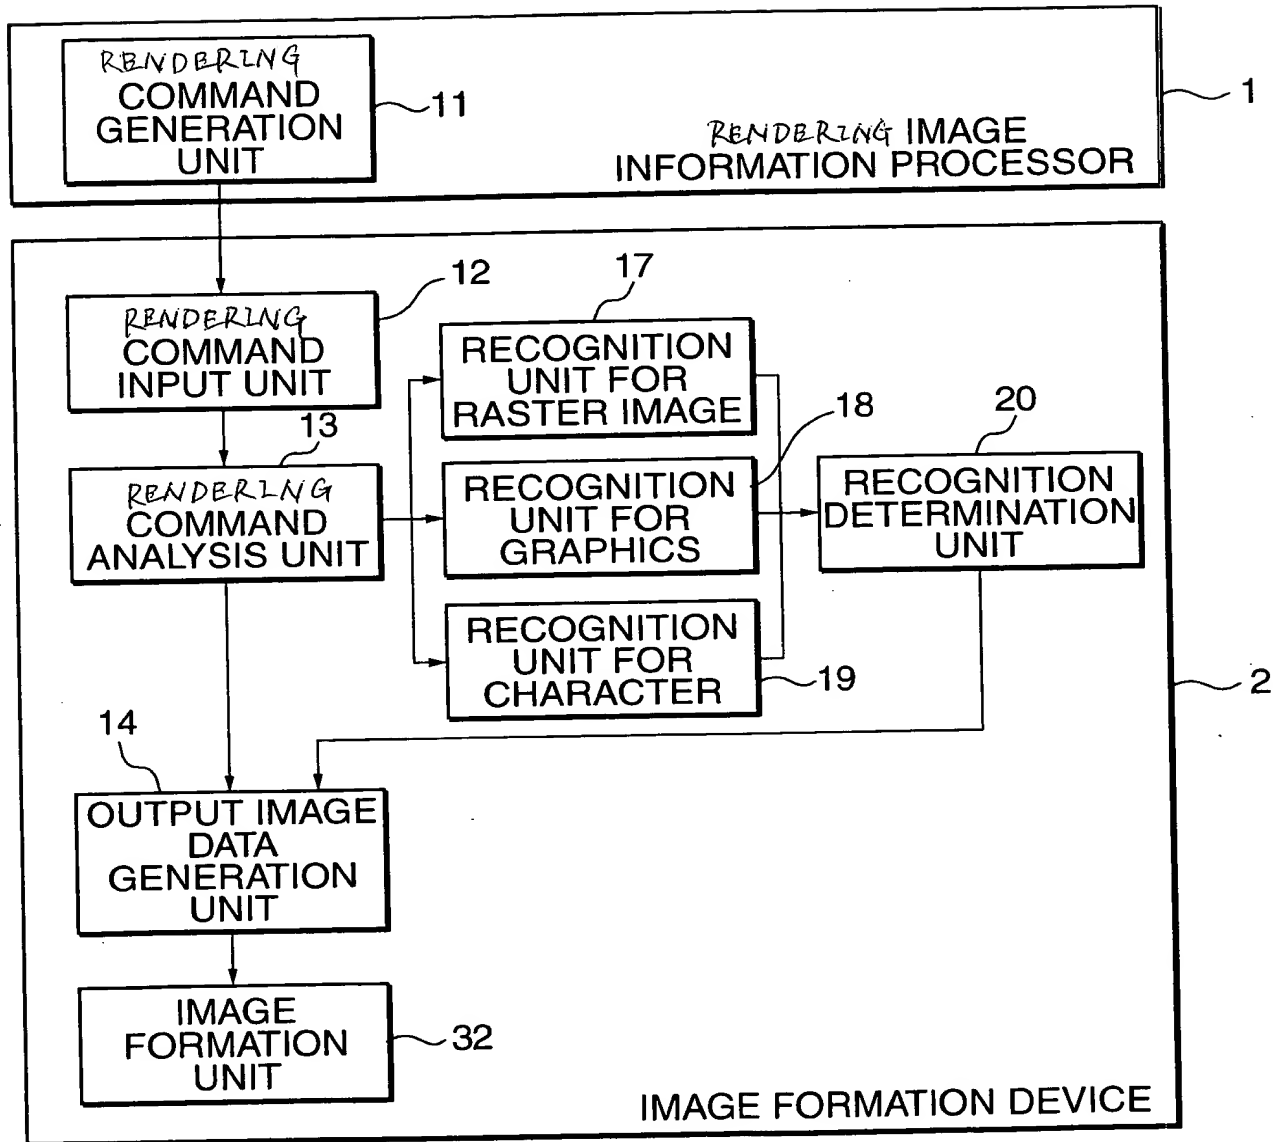 RENDERING
COMMAND
GENERATION
UNIT
11
1
RENDERING IMAGE
INFORMATION PROCESSOR
12
RENDERING
COMMAND
INPUT UNIT
13
RENDERING
COMMAND
ANALYSIS UNIT
17
RECOGNITION
UNIT FOR
RASTER IMAGE
18
RECOGNITION
UNIT FOR
GRAPHICS
RECOGNITION
UNIT FOR
CHARACTER
19
20
RECOGNITION
DETERMINATION
UNIT
2
14
OUTPUT IMAGE
DATA
GENERATION
UNIT
IMAGE
FORMATION
UNIT
32
IMAGE FORMATION DEVICE